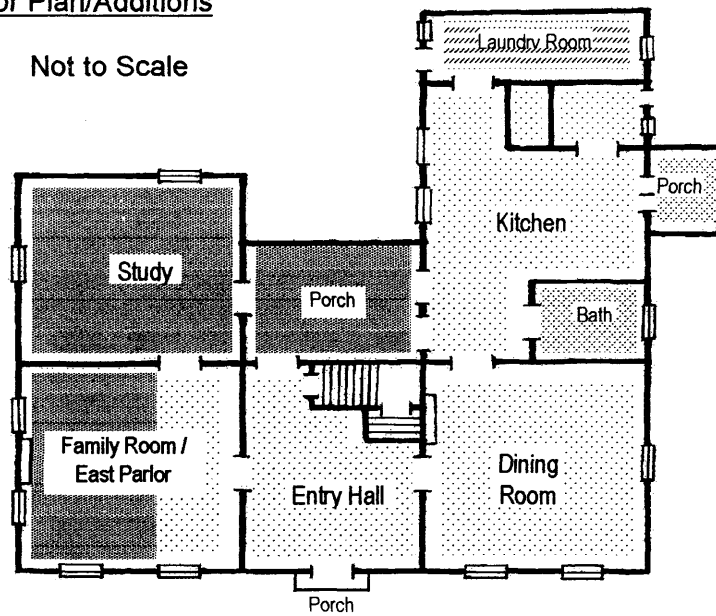 Plan/Additions
Not to Scale
Laundry Room
Porch
Kitchen
Study
Porch
Bath
Family Room /
East Parlor
Entry Hall
Dining
Room
Porch